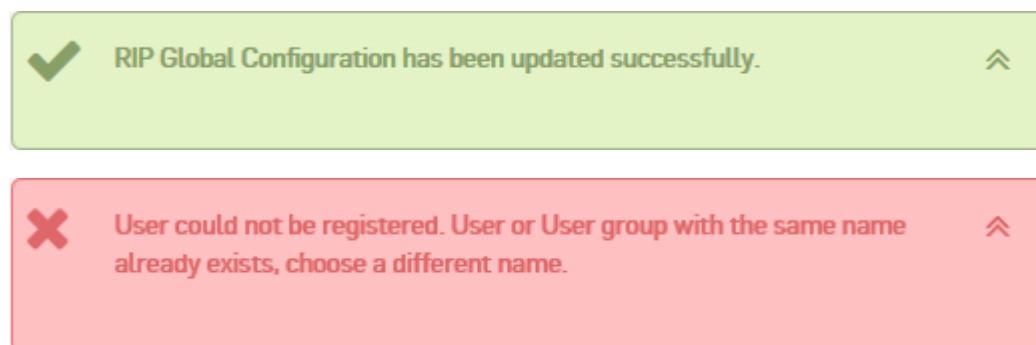 RIP Global Configuration has been updated successfully.
User could not be registered. User or User group with the same name
already exists, choose a different name.